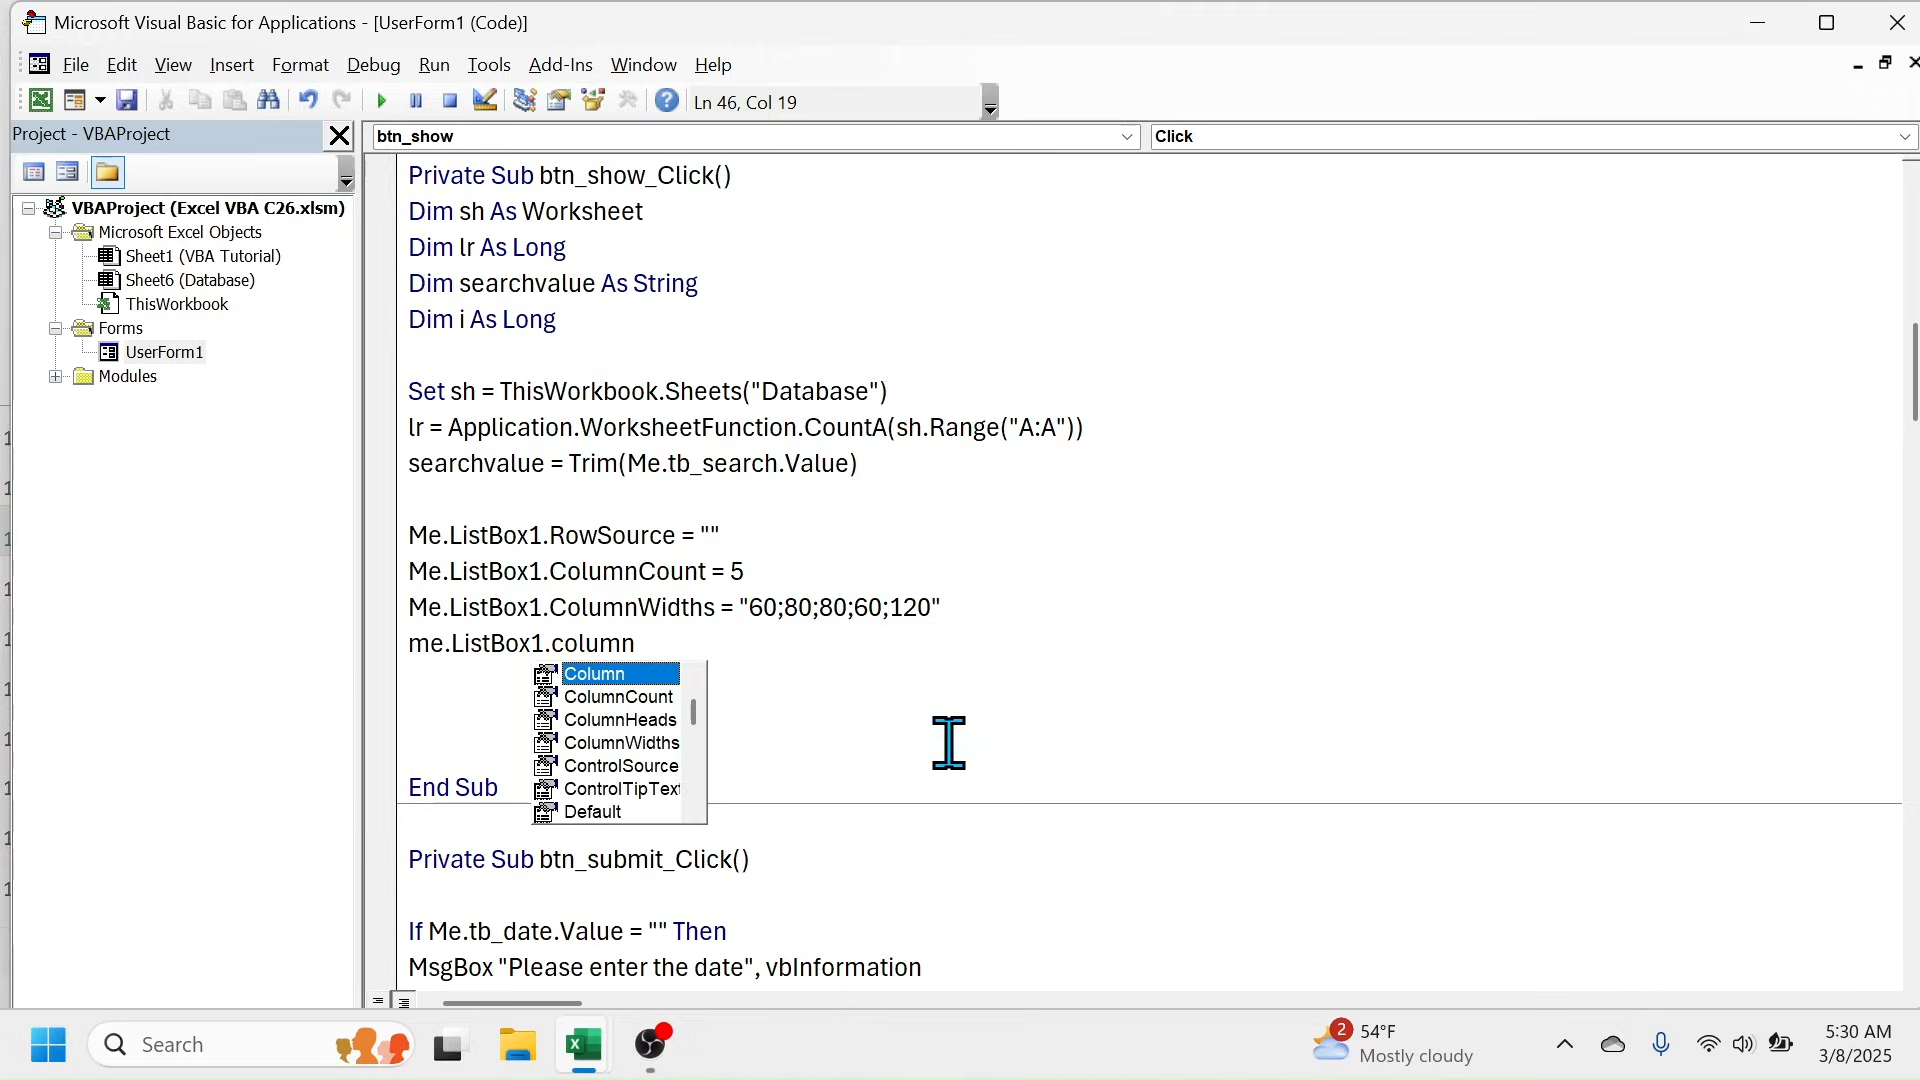 Microsoft Visual Basic for Applications - [UserForm1 (Code)]
File Edit View Insert Format Debug Run Tools Add-Ins Window Help
Ln 46, Col 19
Project - VBAProject
btn_show
Click
VBAProject (Excel VBA C26.xlsm)
Microsoft Excel Objects
Sheet1 (VBA Tutorial)
Sheet6 (Database)
ThisWorkbook
Forms
UserForm1
Modules
Private Sub btn_show_Click()
Dim sh As Worksheet
Dim lr As Long
Dim searchvalue As String
Dim i As Long
Set sh = ThisWorkbook.Sheets("Database")
lr = Application.WorksheetFunction.CountA(sh.Range("A:A"))
searchvalue = Trim(Me.tb_search.Value)
Me.ListBox1.RowSource = ""
Me.ListBox1.ColumnCount = 5
Me.ListBox1.ColumnWidths = "60;80;80;60;120"
me.ListBox1.column
Column
ColumnCount
ColumnHeads
ColumnWidths
ControlSource
ControlTipText
Default
End Sub
Private Sub btn_submit_Click()
If Me.tb_date.Value = "" Then
MsgBox "Please enter the date", vbInformation
Search
2
54°F
Mostly cloudy
5:30 AM
3/8/2025